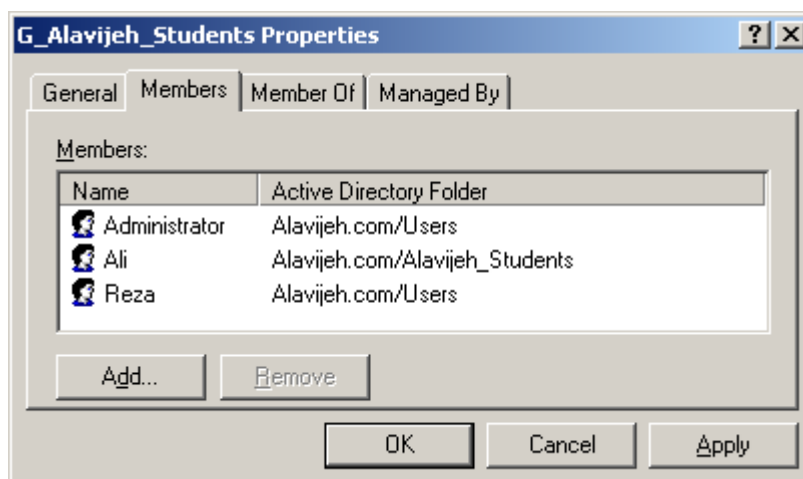 G_Alavijeh_Students Properties
General Members Member Of Managed By
Members:
Name Active Directory Folder
Administrator Alavijeh.com/Users
Ali Alavijeh.com/Alavijeh_Students
Reza Alavijeh.com/Users
Add... Remove
OK Cancel Apply